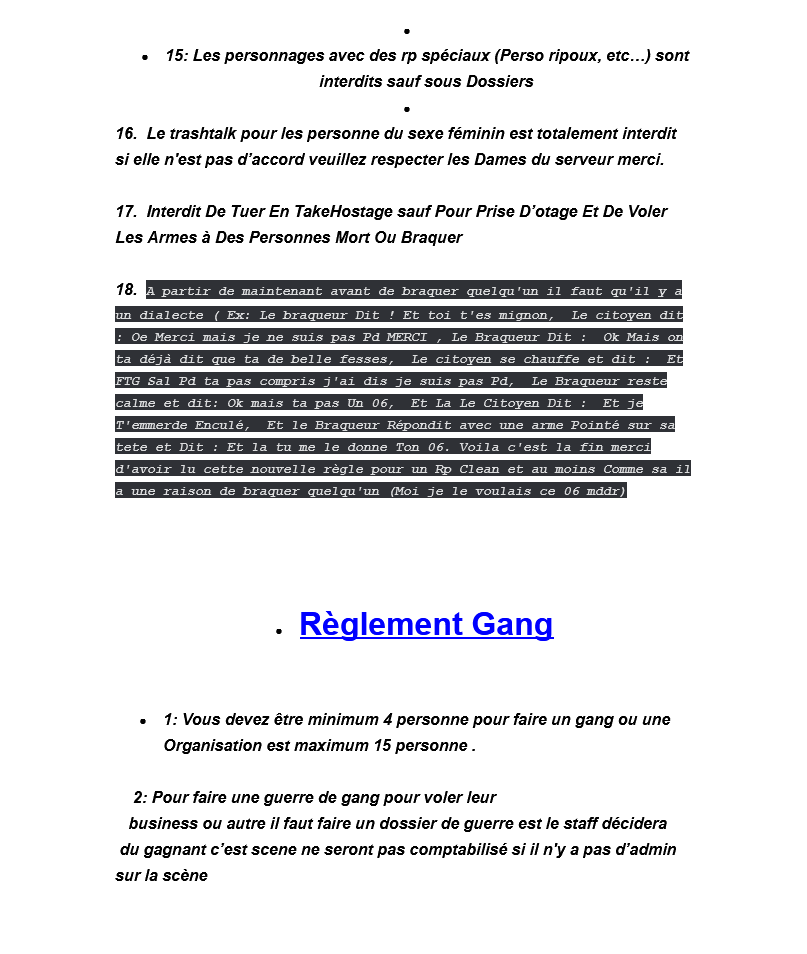 •
• 15: Les personnages avec des rp spéciaux (Perso ripoux, etc…) sont
interdits sauf sous Dossiers
•
16. Le trashtalk pour les personne du sexe féminin est totalement interdit
si elle n'est pas d’accord veuillez respecter les Dames du serveur merci.
17. Interdit De Tuer En TakeHostage sauf Pour Prise D’otage Et De Voler
Les Armes à Des Personnes Mort Ou Braquer
18. A partir de maintenant avant de braquer quelqu'un il faut qu'il y a
un dialecte ( Ex: Le braqueur Dit ! Et toi t'es mignon, Le citoyen dit
: Oe Merci mais je ne suis pas Pd MERCI , Le Braqueur Dit : Ok Mais on
ta déjà dit que ta de belle fesses, Le citoyen se chauffe et dit : Et
FTG Sal Pd ta pas compris j'ai dis je suis pas Pd, Le Braqueur reste
calme et dit: Ok mais ta pas Un 06, Et La Le Citoyen Dit : Et je
T'emmerde Enculé, Et le Braqueur Répondit avec une arme Pointé sur sa
tete et Dit : Et la tu me le donne Ton 06. Voila c'est la fin merci
d'avoir lu cette nouvelle règle pour un Rp Clean et au moins Comme sa il
a une raison de braquer quelqu'un (Moi je le voulais ce 06 mddr)
• Règlement Gang
• 1: Vous devez être minimum 4 personne pour faire un gang ou une
Organisation est maximum 15 personne .
2: Pour faire une guerre de gang pour voler leur
business ou autre il faut faire un dossier de guerre est le staff décidera
du gagnant c’est scene ne seront pas comptabilisé si il n'y a pas d’admin
sur la scène